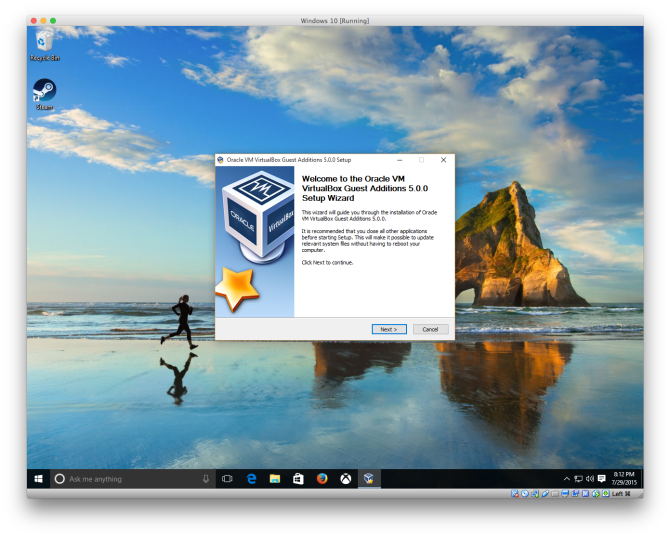 Windows 10 [Running]
Recycle Bin
Steam
Oracle VM VirtualBox Guest Additions 5.0.0 Setup
VM
ORACLE
VirtualBox
Welcome to the Oracle VM
VirtualBox Guest Additions 5.0.0
Setup Wizard
This wizard will guide you through the installation of Oracle
VM VirtualBox Guest Additions 5.0.0.
It is recommended that you close all other applications
before starting Setup. This will make it possible to update
relevant system files without having to reboot your
computer.
Click Next to continue.
Next >
Cancel
Ask me anything
8:12 PM
7/29/2015
Left ⌘